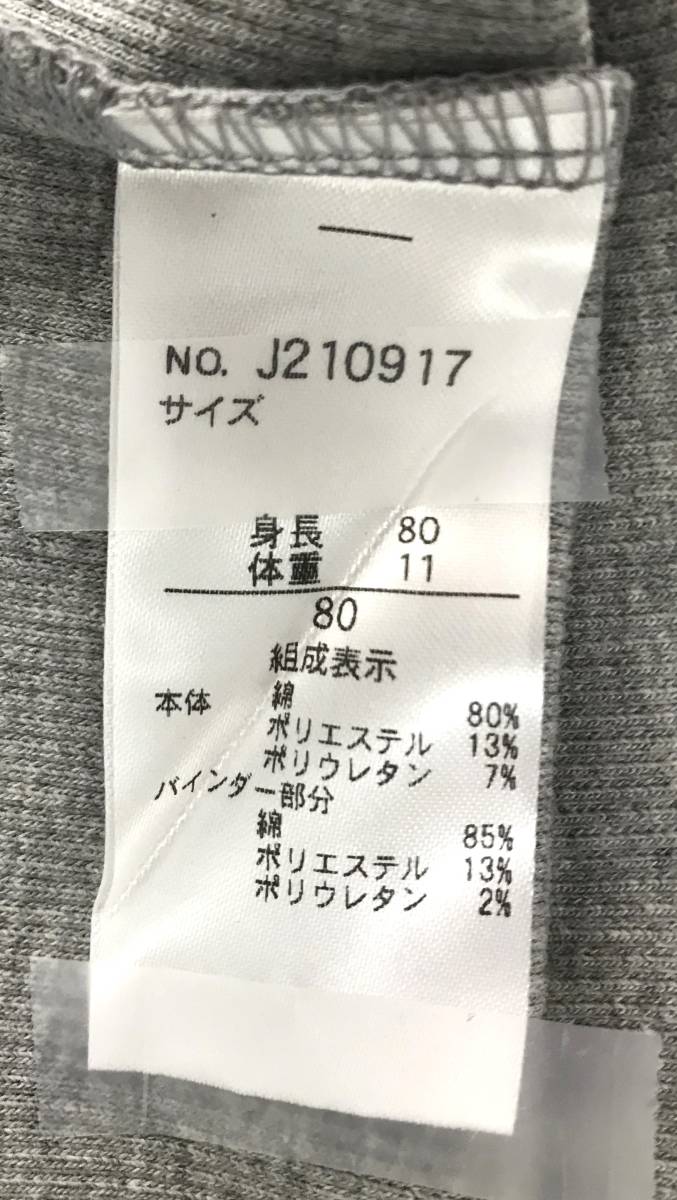 NO. J210917
サイズ
身長 80
体重 11
80
組成表示
本体 綿 80%
ポリエステル 13%
ポリウレタン 7%
バインダー部分
綿 85%
ポリエステル 13%
ポリウレタン 2%